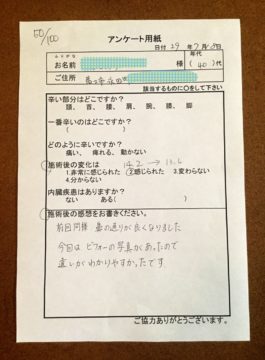 50/100
アンケート用紙
日付 29年9月
ふりがな
お名前
様
年代
(40)代
ご住所
該当するものに○をして下さい
辛い部分はどこですか？
頭、首、腰、肩、腕、膝、脚
一番辛いのはどこですか？
( )
どのように辛いですか？
痛い、痺れる、動かない
施術後の変化は 14.2 →
1.非常に感じられた ②感じられた 3.変わらない
4.分からない
内臓疾患はありますか？
ない ある( )
施術後の感想をお書きください。
前回同様 鼻の通りが良くなりました
今回は ビフォーの写真があったので
違いがわかりやすかったです
ご協力ありがとうございます。